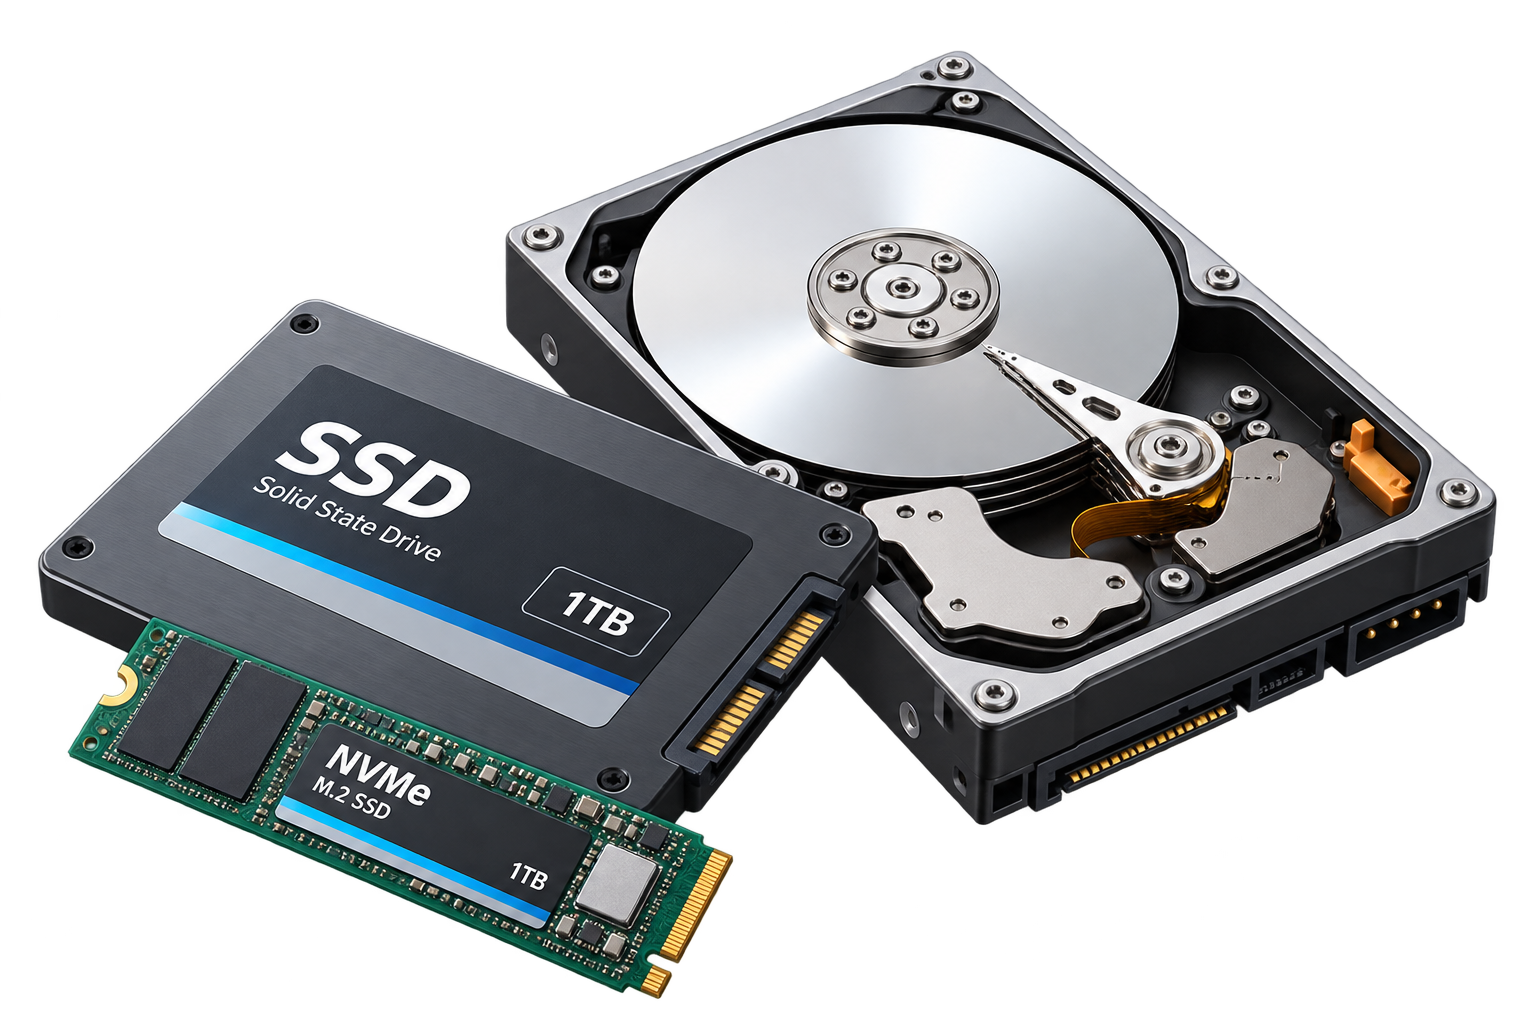 SSD
Solid State Drive
1TB
NVMe
M.2 SSD
1TB